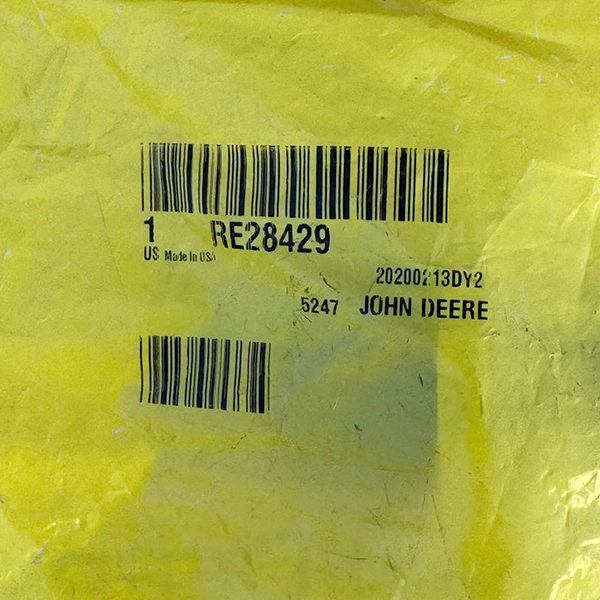 1 RE28429
US Made In USA
20200213DY2
5247 JOHN DEERE